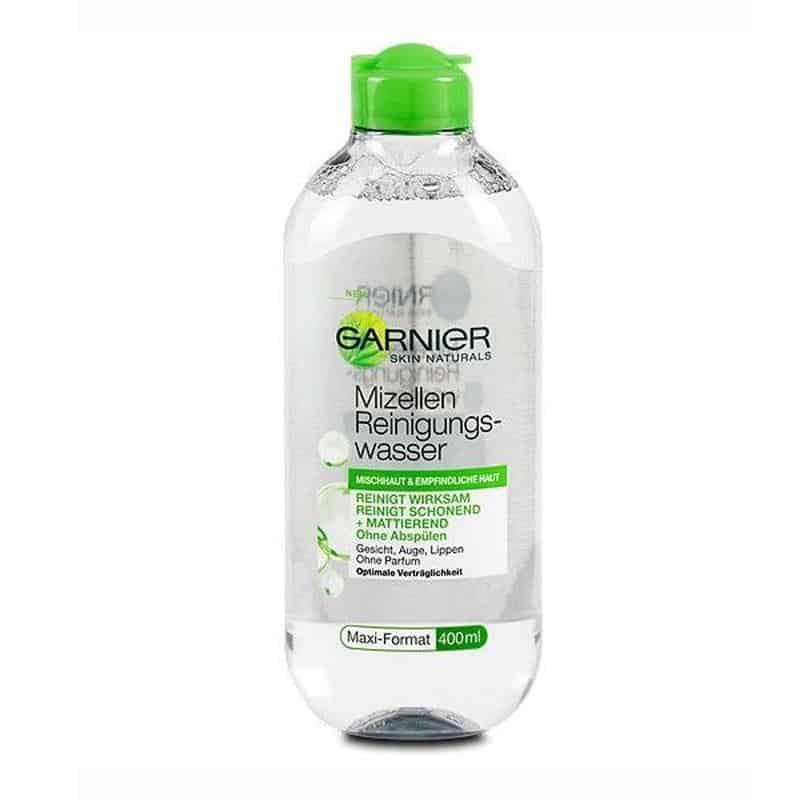 NEU
GARNIER
SKIN NATURALS
Mizellen
Reinigungs-
wasser
MISCHHAUT & EMPFINDLICHE HAUT
REINIGT WIRKSAM
REINIGT SCHONEND
+ MATTIEREND
Ohne Abspülen
Gesicht, Auge, Lippen
Ohne Parfum
Optimale Verträglichkeit
Maxi-Format 400ml